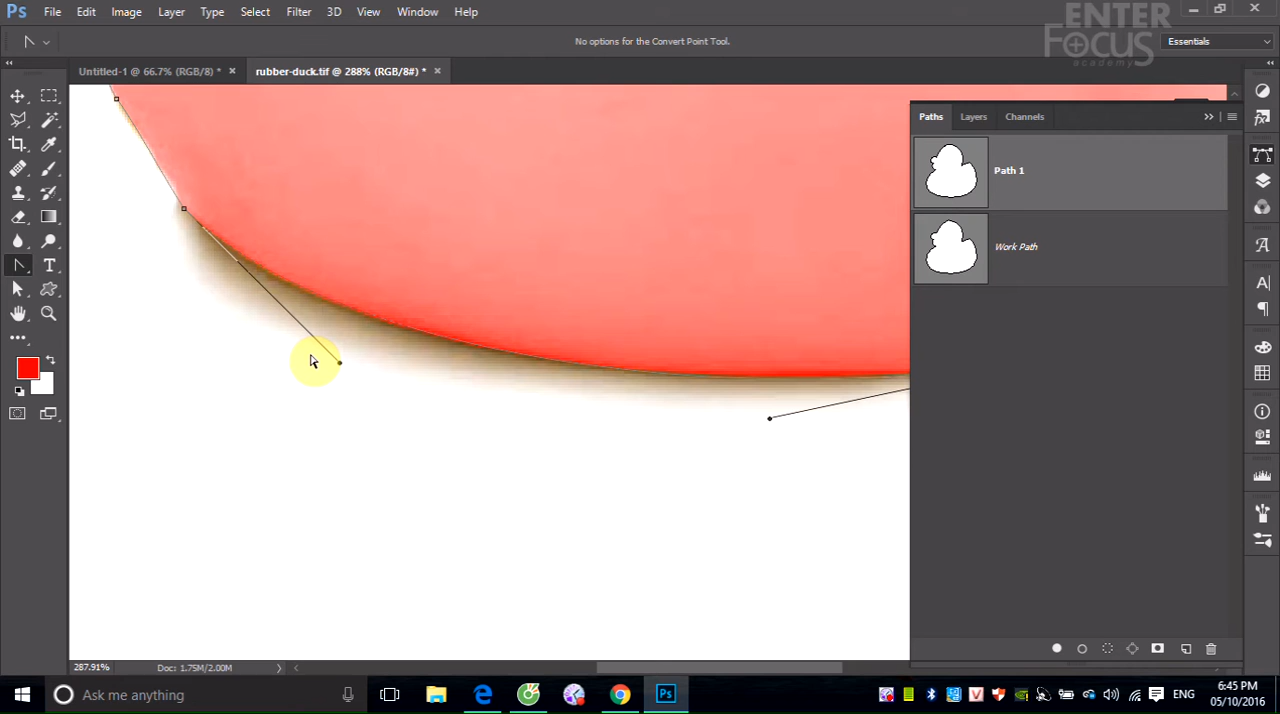 Ps File Edit Image Layer Type Select Filter 3D View Window Help
ENTER
FOCUS
academy
No options for the Convert Point Tool.
Essentials
Untitled-1 @ 66.7% (RGB/8) * ×
rubber-duck.tif @ 288% (RGB/8#) * ×
Paths Layers Channels
Path 1
Work Path
287.91% Doc: 1.75M/2.00M
Ask me anything
Ps
ENG
6:45 PM
05/10/2016